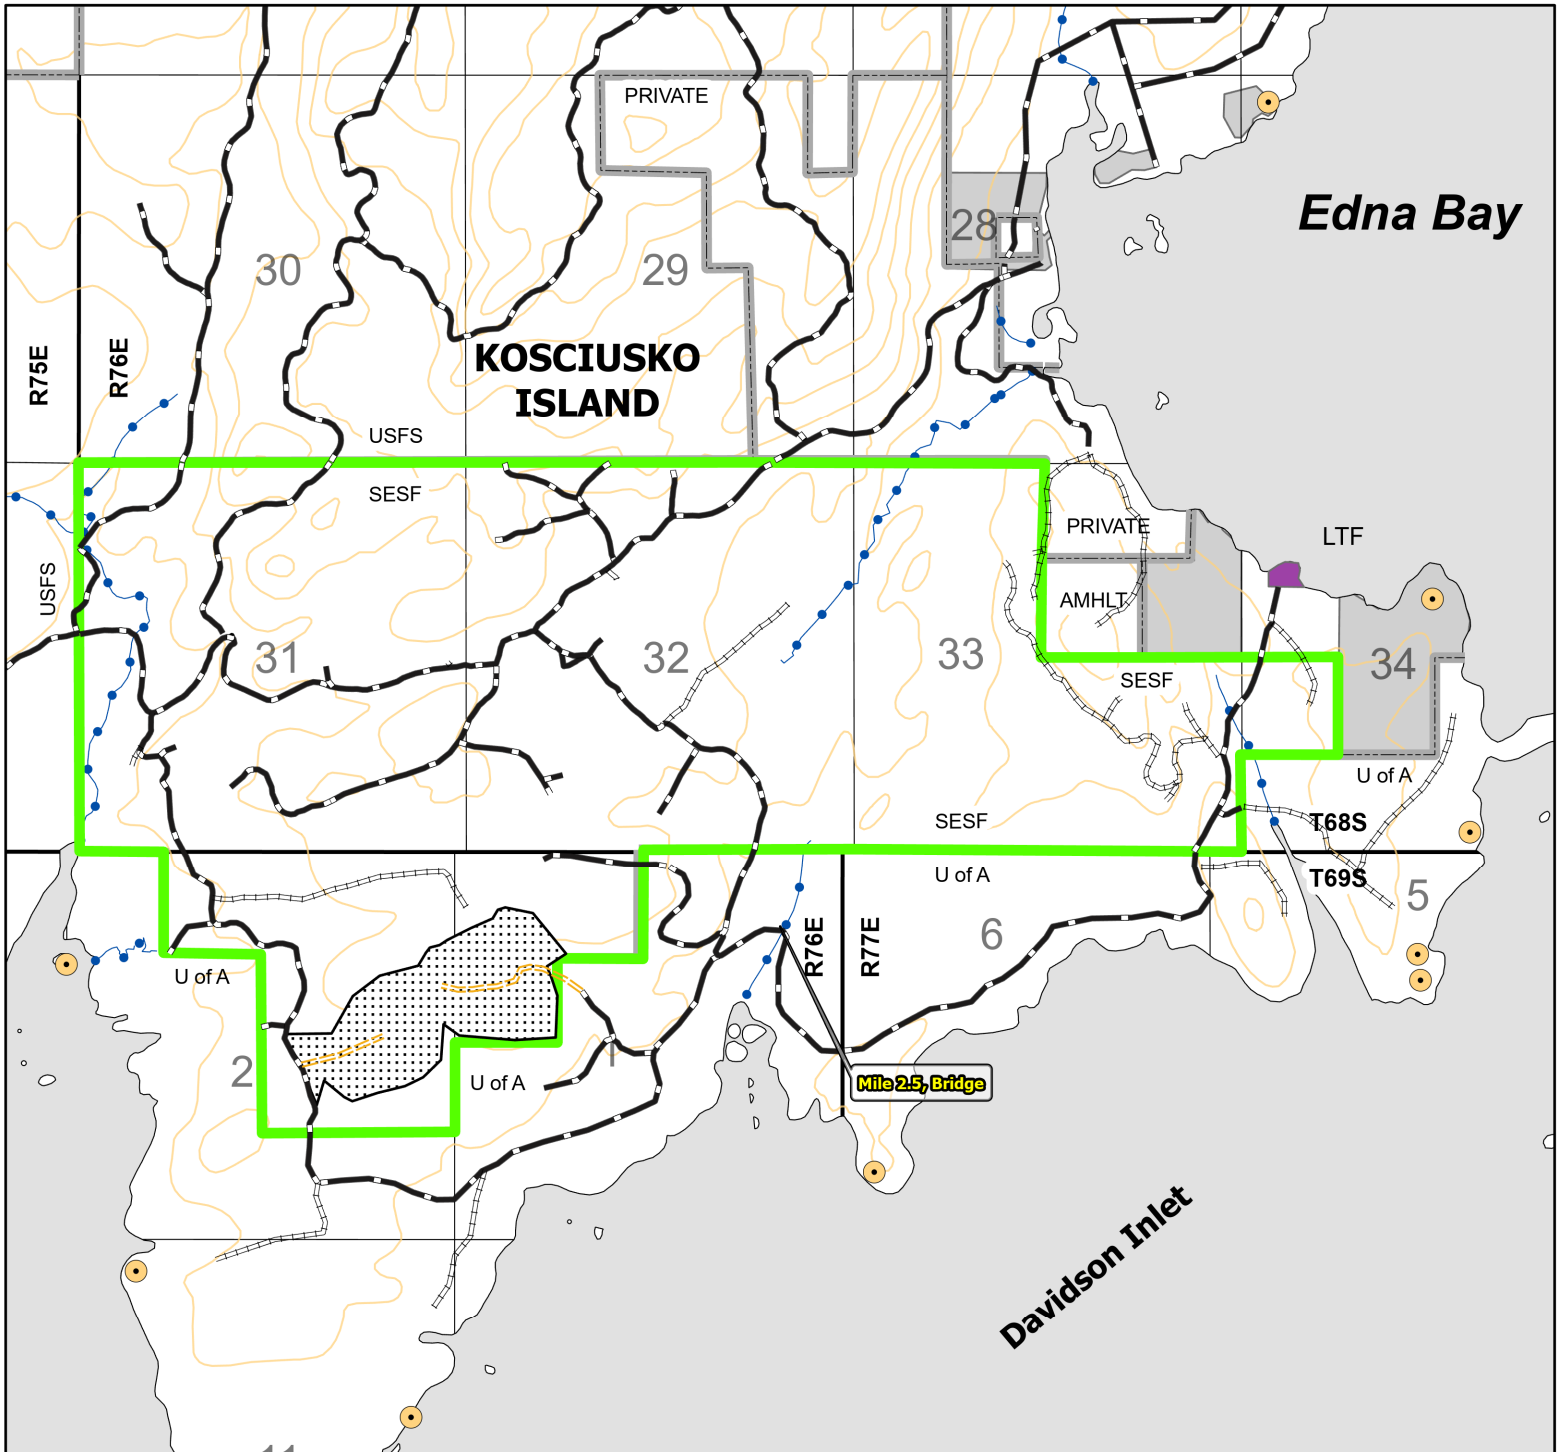 PRIVATE
Edna Bay
28
30
29
R75E
R76E
KOSCIUSKO
ISLAND
USFS
SESF
PRIVATE
LTF
USFS
AMHLT
31
32
33
34
SESF
U of A
SESF
T68S
U of A
T69S
5
R76E
R77E
6
U of A
2
1
U of A
Mile 2.5, Bridge
Davidson Inlet
11